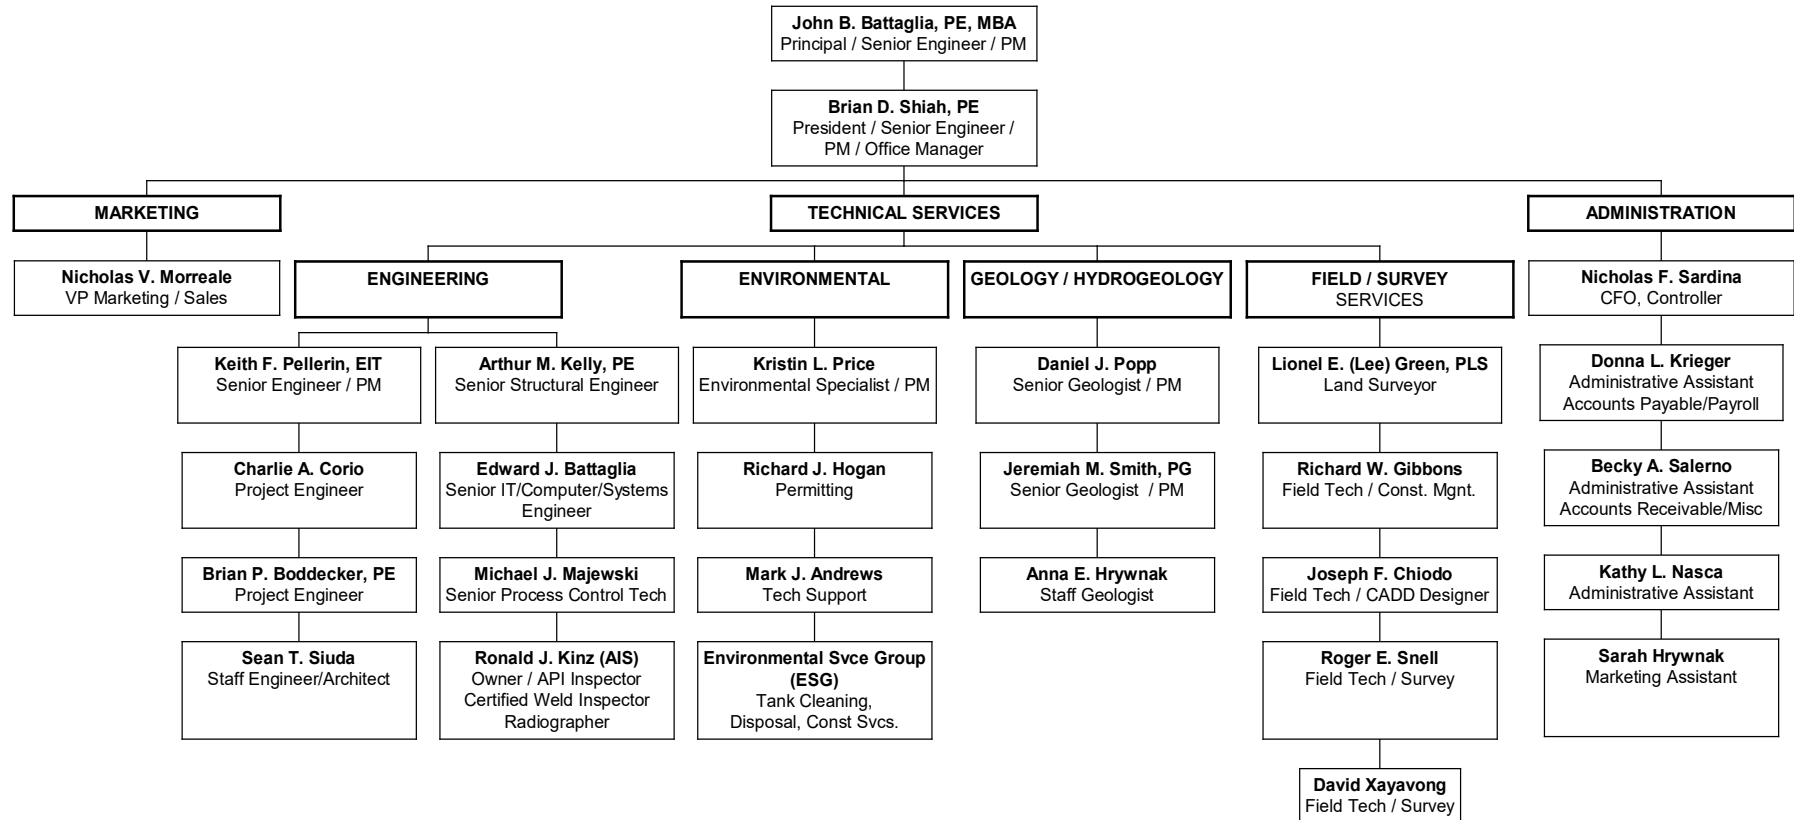 John B. Battaglia, PE, MBA
Principal / Senior Engineer / PM
Brian D. Shiah, PE
President / Senior Engineer /
PM / Office Manager
MARKETING
TECHNICAL SERVICES
ADMINISTRATION
Nicholas V. Morreale
VP Marketing / Sales
ENGINEERING
ENVIRONMENTAL
GEOLOGY / HYDROGEOLOGY
FIELD / SURVEY
SERVICES
Nicholas F. Sardina
CFO, Controller
Keith F. Pellerin, EIT
Senior Engineer / PM
Arthur M. Kelly, PE
Senior Structural Engineer
Kristin L. Price
Environmental Specialist / PM
Daniel J. Popp
Senior Geologist / PM
Lionel E. (Lee) Green, PLS
Land Surveyor
Donna L. Krieger
Administrative Assistant
Accounts Payable/Payroll
Charlie A. Corio
Project Engineer
Edward J. Battaglia
Senior IT/Computer/Systems
Engineer
Richard J. Hogan
Permitting
Jeremiah M. Smith, PG
Senior Geologist / PM
Richard W. Gibbons
Field Tech / Const. Mgnt.
Becky A. Salerno
Administrative Assistant
Accounts Receivable/Misc
Brian P. Boddecker, PE
Project Engineer
Michael J. Majewski
Senior Process Control Tech
Mark J. Andrews
Tech Support
Anna E. Hrywnak
Staff Geologist
Joseph F. Chiodo
Field Tech / CADD Designer
Kathy L. Nasca
Administrative Assistant
Sean T. Siuda
Staff Engineer/Architect
Ronald J. Kinz (AIS)
Owner / API Inspector
Certified Weld Inspector
Radiographer
Environmental Svce Group
(ESG)
Tank Cleaning,
Disposal, Const Svcs.
Roger E. Snell
Field Tech / Survey
Sarah Hrywnak
Marketing Assistant
David Xayavong
Field Tech / Survey